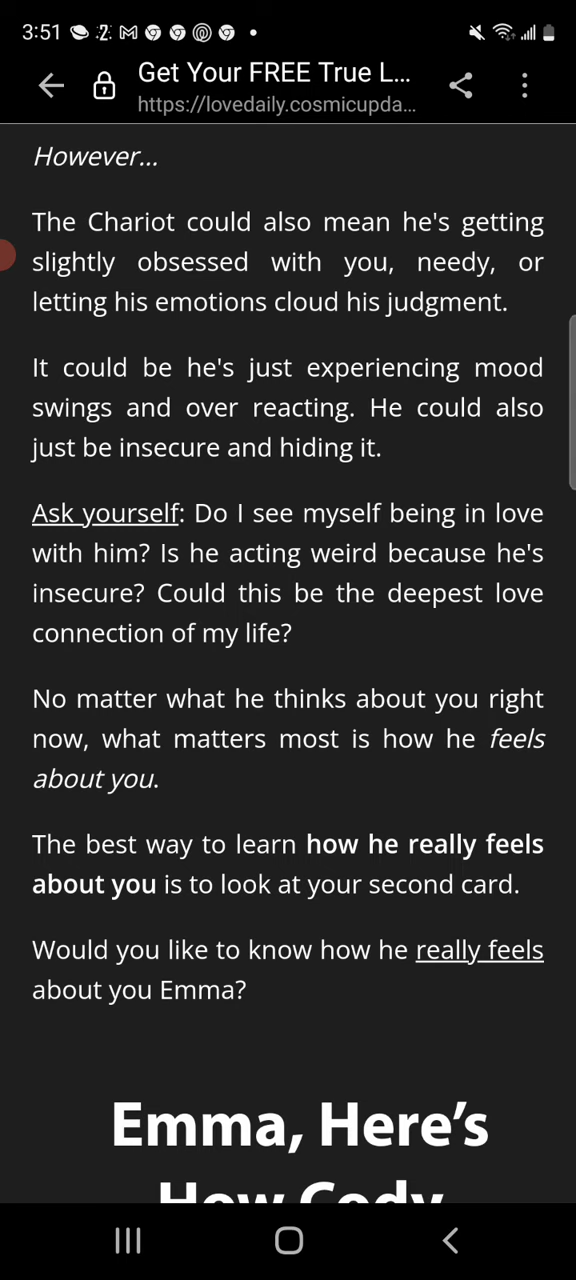 3:51
Get Your FREE True L...
https://lovedaily.cosmicupda...
However...
The Chariot could also mean he's getting
slightly obsessed with you, needy, or
letting his emotions cloud his judgment.
It could be he's just experiencing mood
swings and over reacting. He could also
just be insecure and hiding it.
Ask yourself: Do I see myself being in love
with him? Is he acting weird because he's
insecure? Could this be the deepest love
connection of my life?
No matter what he thinks about you right
now, what matters most is how he feels
about you.
The best way to learn how he really feels
about you is to look at your second card.
Would you like to know how he really feels
about you Emma?
Emma, Here’s
How Cody